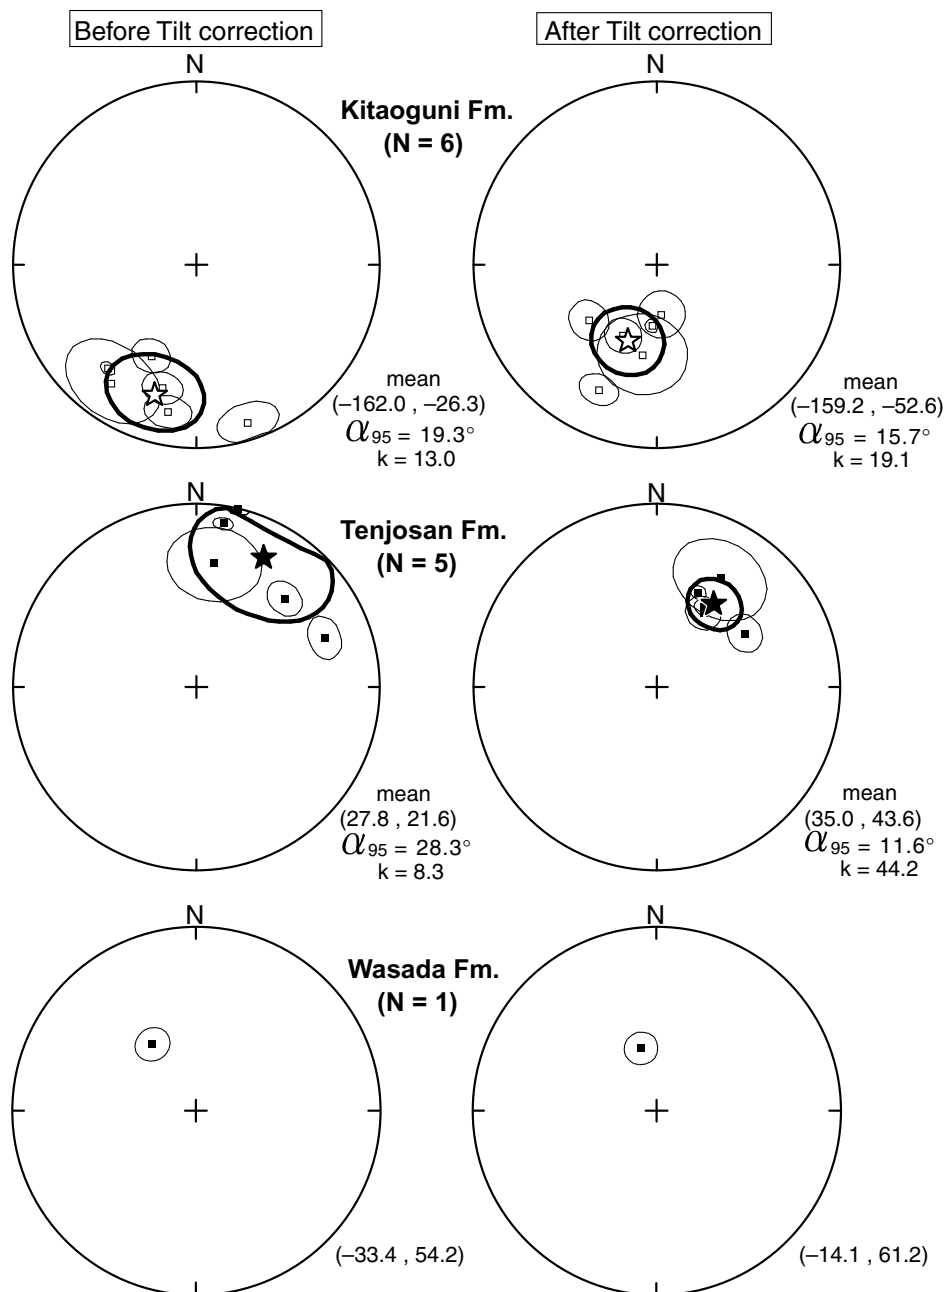 Before Tilt correction
After Tilt correction
N
N
Kitaoguni Fm.
(N = 6)
mean
(–162.0 , –26.3)
α95 = 19.3°
k = 13.0
mean
(–159.2 , –52.6)
α95 = 15.7°
k = 19.1
N
N
Tenjosan Fm.
(N = 5)
mean
(27.8 , 21.6)
α95 = 28.3°
k = 8.3
mean
(35.0 , 43.6)
α95 = 11.6°
k = 44.2
N
N
Wasada Fm.
(N = 1)
(–33.4 , 54.2)
(–14.1 , 61.2)